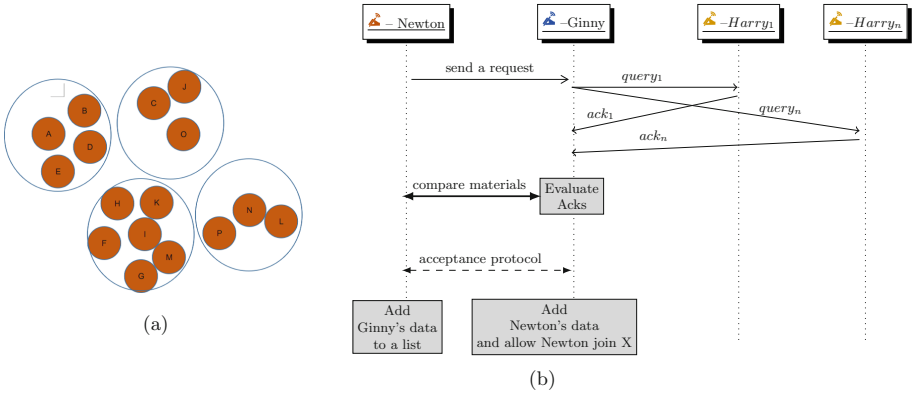 B
A
D
E
J
C
O
H
K
I
F
M
G
N
P
L
(a)
– Newton
–Ginny
–Harry₁
–Harryₙ
send a request
query₁
queryₙ
ack₁
ackₙ
compare materials
Evaluate
Acks
acceptance protocol
Add
Ginny's data
to a list
Add
Newton's data
and allow Newton join X
(b)